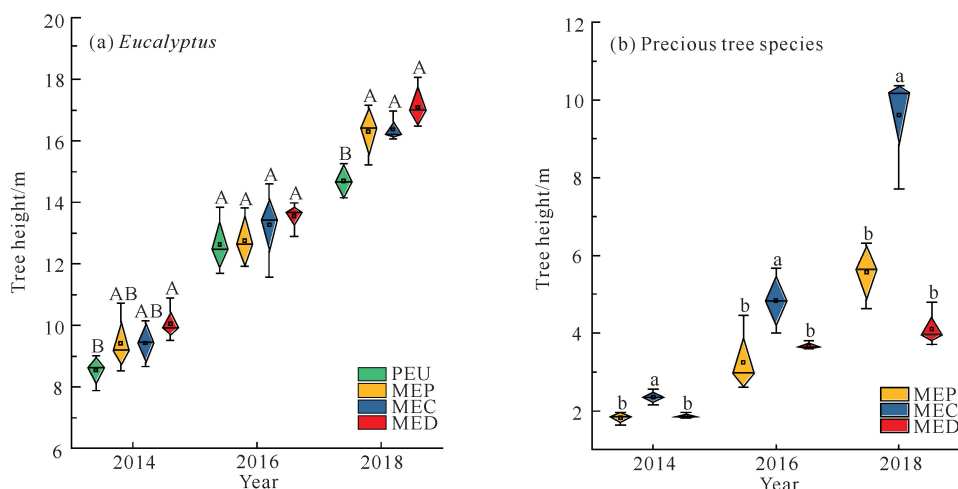 (a) Eucalyptus
Tree height/m
20
18
16
14
12
10
8
6
B
AB
AB
A
A
A
A
A
B
A
A
A
PEU
MEP
MEC
MED
2014 2016 2018
Year
(b) Precious tree species
Tree height/m
12
10
8
6
4
2
b
a
b
b
a
b
b
a
b
MEP
MEC
MED
2014 2016 2018
Year